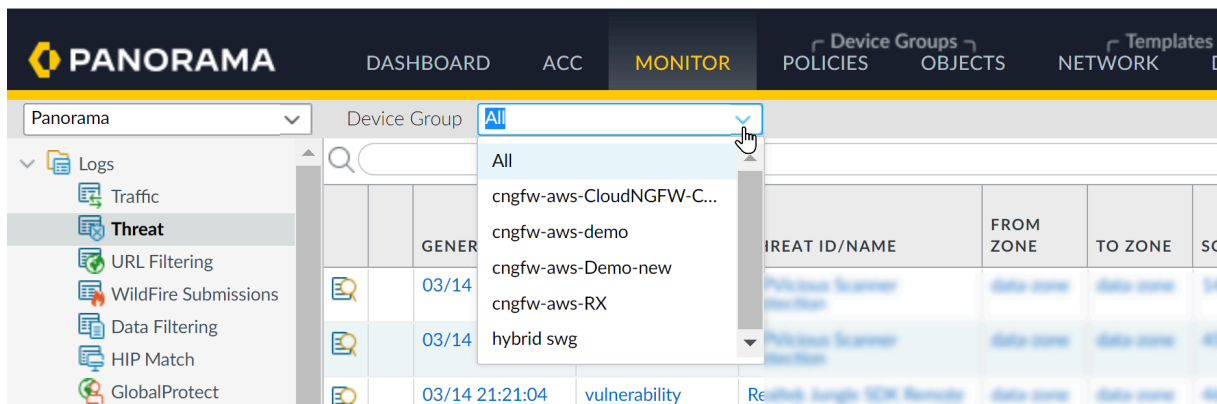 PANORAMA
DASHBOARD ACC MONITOR Device Groups POLICIES OBJECTS Templates NETWORK
Panorama
Device Group All
Logs
Traffic
Threat
URL Filtering
WildFire Submissions
Data Filtering
HIP Match
GlobalProtect
All
cngfw-aws-CloudNGFW-C...
cngfw-aws-demo
cngfw-aws-Demo-new
cngfw-aws-RX
hybrid swg
GENER HREAT ID/NAME FROM ZONE TO ZONE
03/14
03/14
03/14 21:21:04 vulnerability